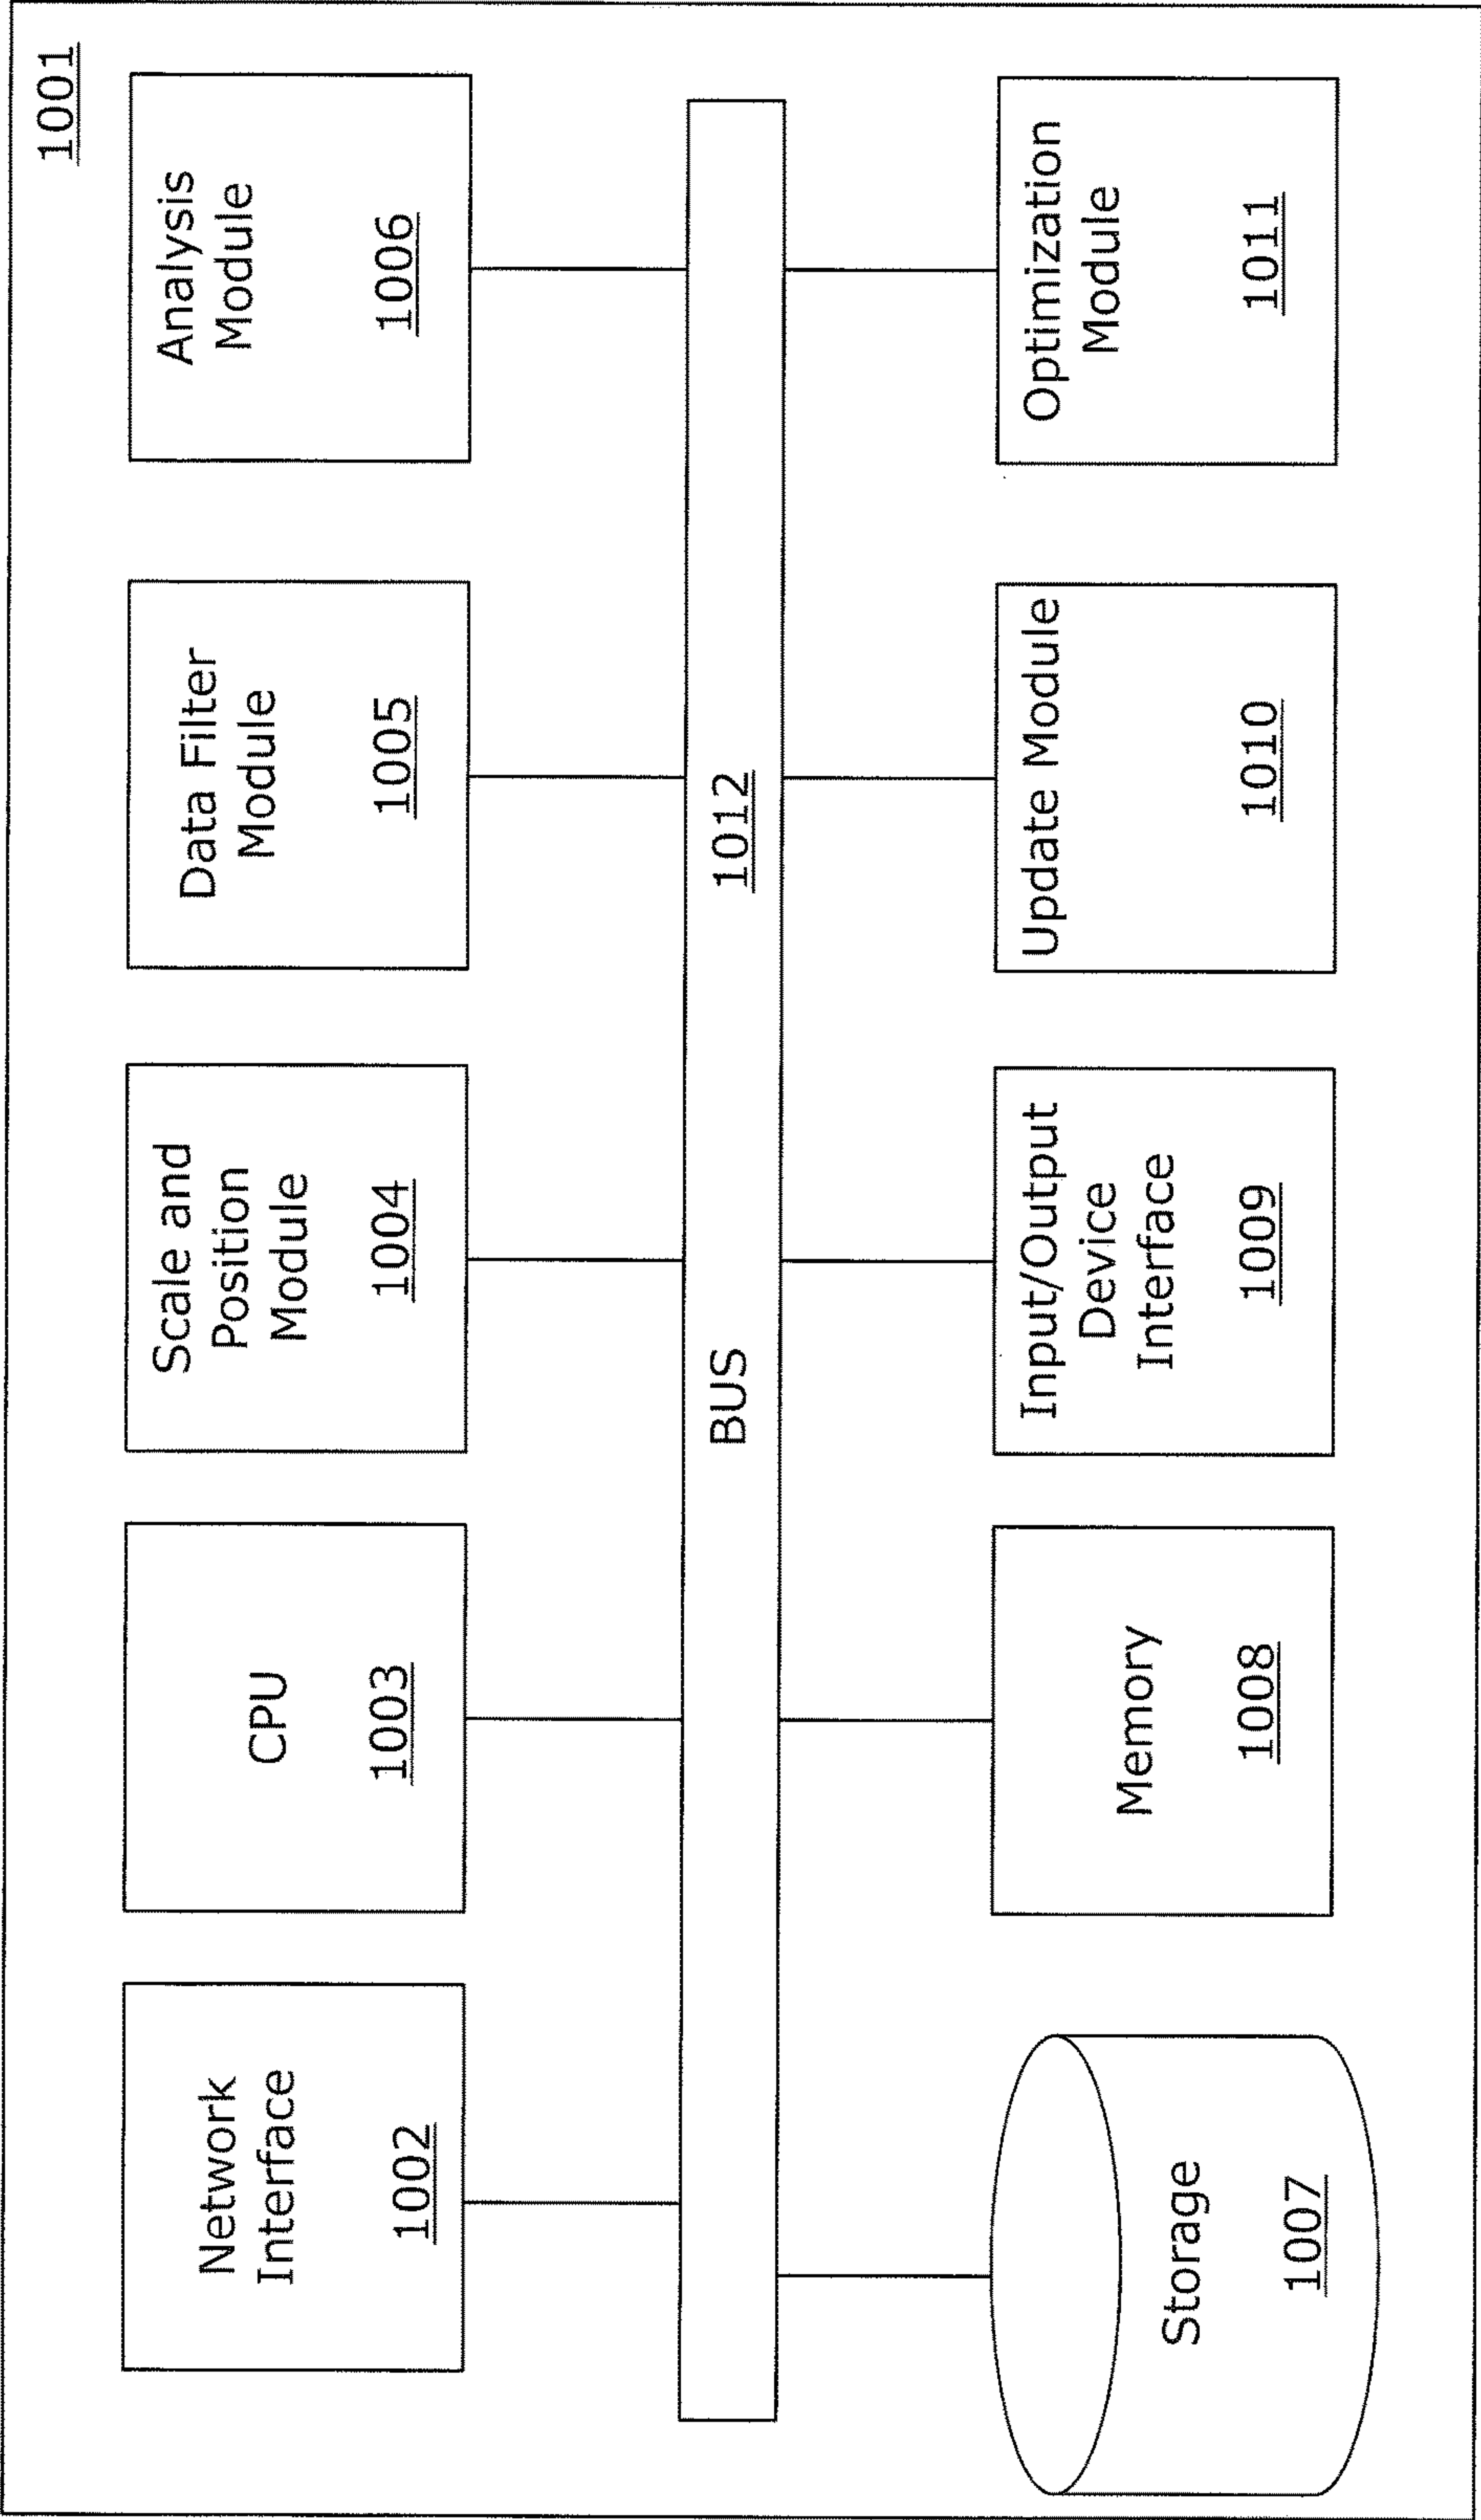 1001
Network
Interface
1002
CPU
1003
Scale and
Position
Module
1004
Data Filter
Module
1005
Analysis
Module
1006
BUS
1012
Storage
1007
Memory
1008
Input/Output
Device
Interface
1009
Update Module
1010
Optimization
Module
1011